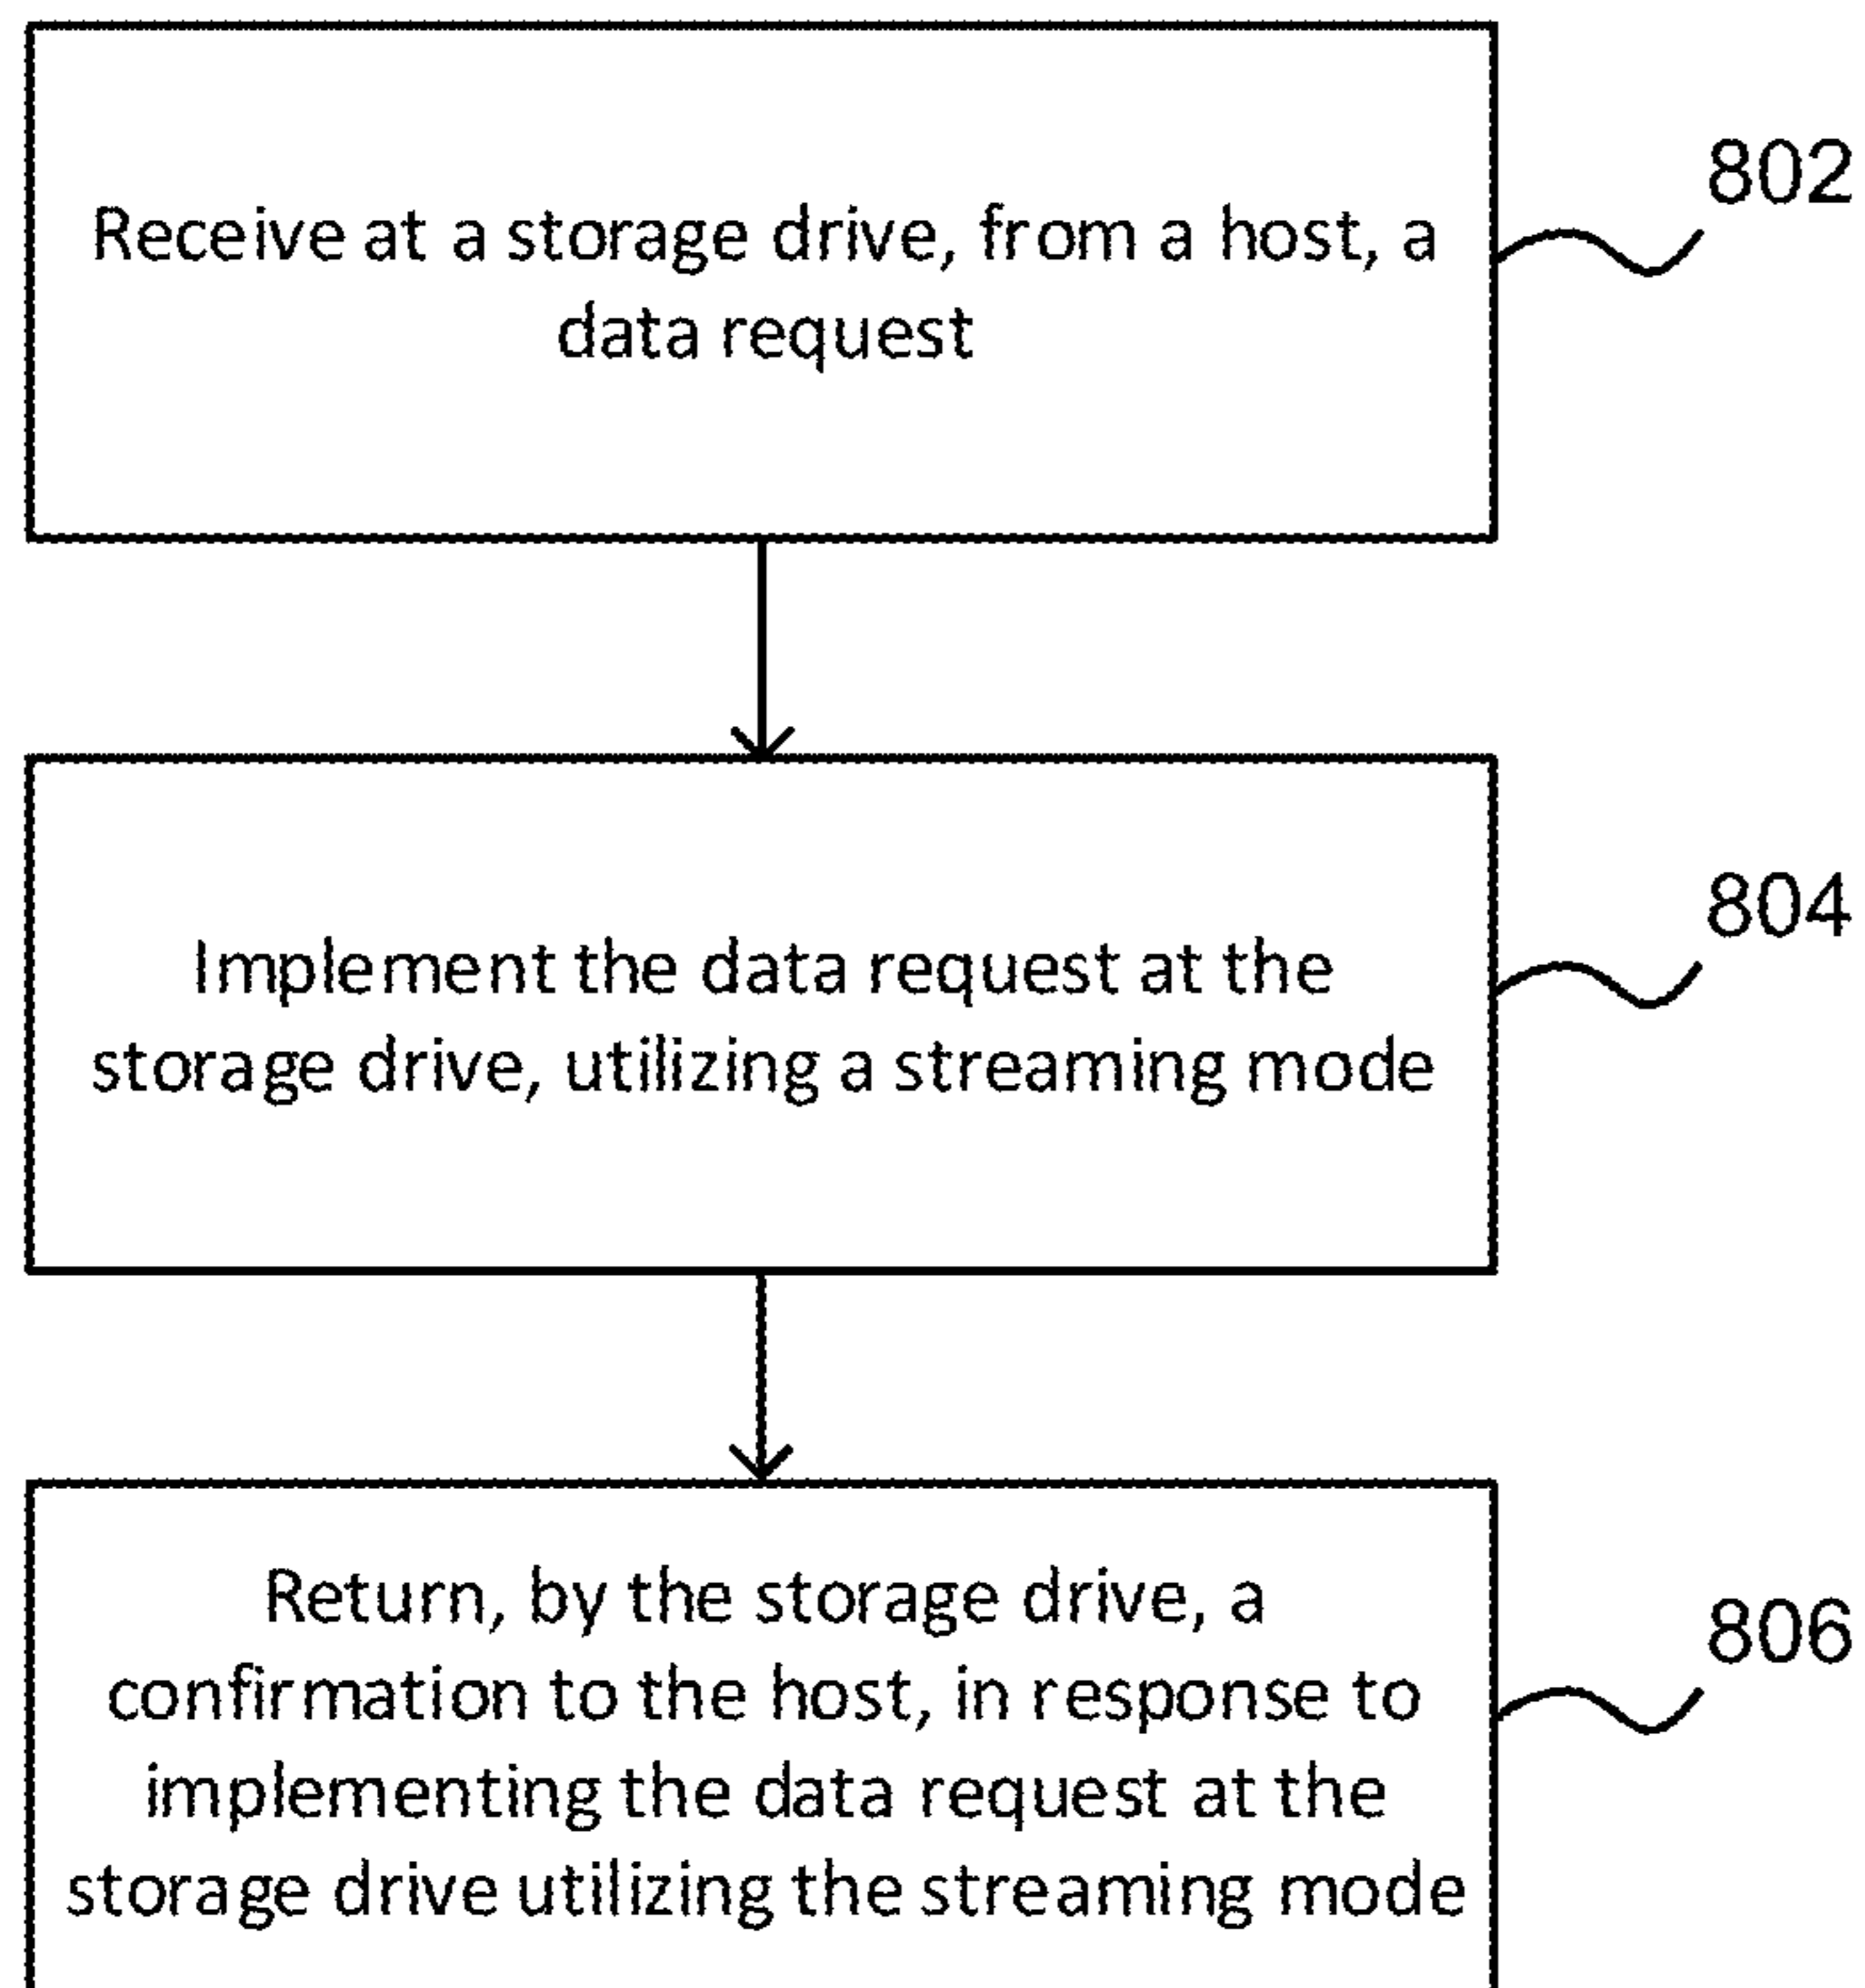 802
Receive at a storage drive, from a host, a
data request
804
Implement the data request at the
storage drive, utilizing a streaming mode
806
Return, by the storage drive, a
confirmation to the host, in response to
implementing the data request at the
storage drive utilizing the streaming mode